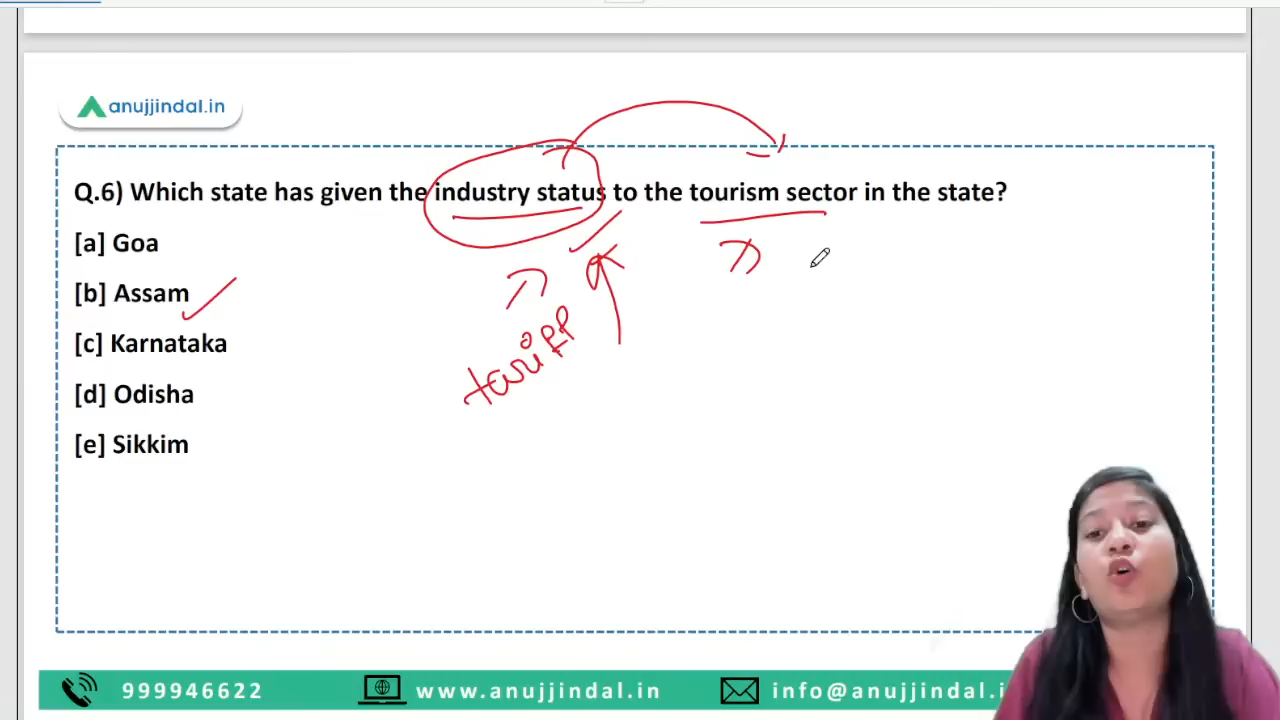 anujjindal.in
Q.6) Which state has given the industry status to the tourism sector in the state?
[a] Goa
[b] Assam
[c] Karnataka
[d] Odisha
[e] Sikkim
tariff
999946622
www.anujjindal.in
info@anujjindal.i